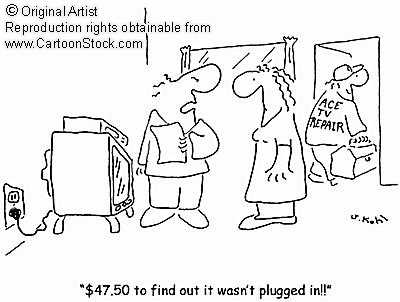 © Original Artist
Reproduction rights obtainable from
www.CartoonStock.com
ACE
TV
REPAIR
"$47.50 to find out it wasn't plugged in!!"